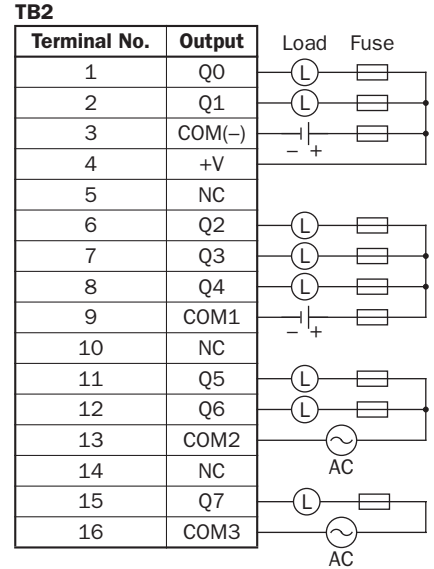 TB2
Terminal No. Output Load Fuse
1 Q0 L
2 Q1 L
3 COM(–) – +
4 +V
5 NC
6 Q2 L
7 Q3 L
8 Q4 L
9 COM1 – +
10 NC
11 Q5 L
12 Q6 L
13 COM2 AC
14 NC
15 Q7 L
16 COM3 AC